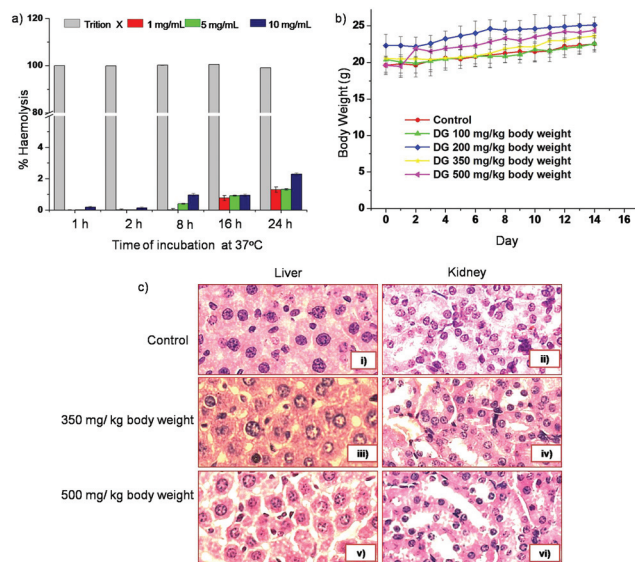 a)
Trition X 1 mg/mL 5 mg/mL 10 mg/mL
% Haemolysis
100
80
4
2
0
1 h 2 h 8 h 16 h 24 h
Time of incubation at 37ºC
b)
Body Weight (g)
25
20
15
10
5
0
Control
DG 100 mg/kg body weight
DG 200 mg/kg body weight
DG 350 mg/kg body weight
DG 500 mg/kg body weight
0 2 4 6 8 10 12 14 16
Day
c)
Liver Kidney
Control
i) ii)
350 mg/ kg body weight
iii) iv)
500 mg/ kg body weight
v) vi)